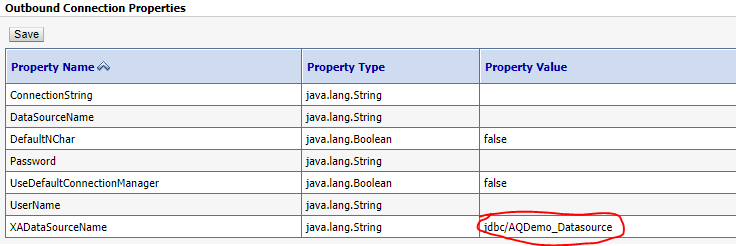 Outbound Connection Properties
Save
Property Name Property Type Property Value
ConnectionString java.lang.String
DataSourceName java.lang.String
DefaultNChar java.lang.Boolean false
Password java.lang.String
UseDefaultConnectionManager java.lang.Boolean false
UserName java.lang.String
XADataSourceName java.lang.String jdbc/AQDemo_Datasource